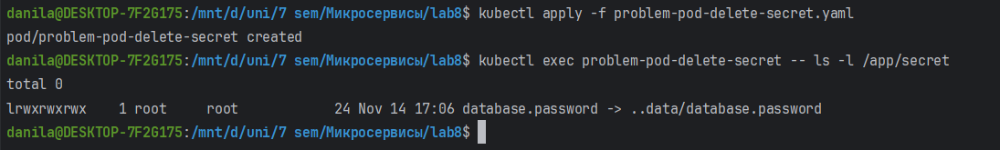 danila@DESKTOP-7F2G175:/mnt/d/uni/7 sem/Микросервисы/lab8$ kubectl apply -f problem-pod-delete-secret.yaml
pod/problem-pod-delete-secret created
danila@DESKTOP-7F2G175:/mnt/d/uni/7 sem/Микросервисы/lab8$ kubectl exec problem-pod-delete-secret -- ls -l /app/secret
total 0
lrwxrwxrwx    1 root     root            24 Nov 14 17:06 database.password -> ..data/database.password
danila@DESKTOP-7F2G175:/mnt/d/uni/7 sem/Микросервисы/lab8$